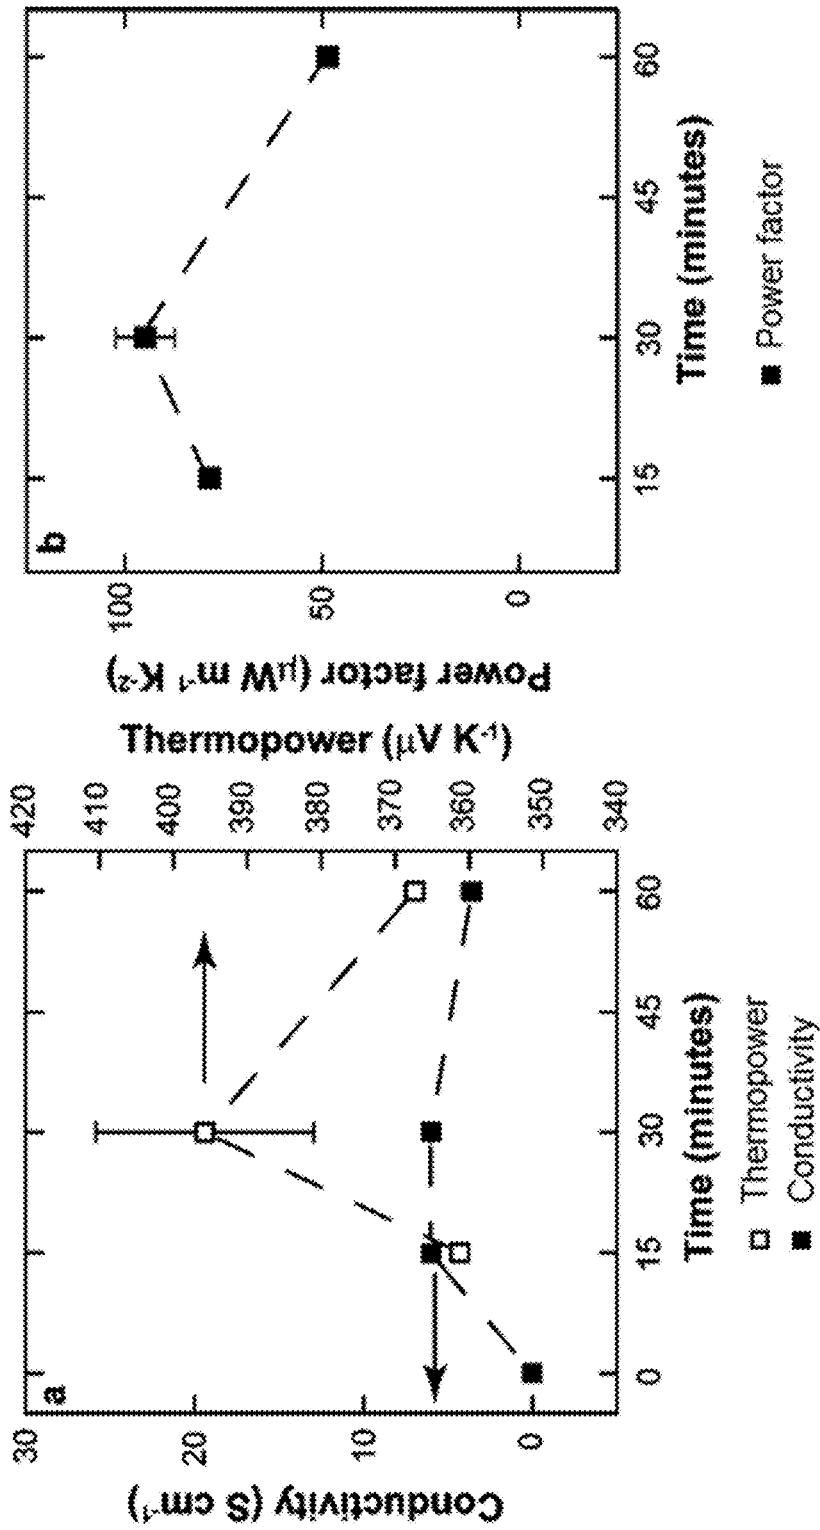 a
30
20
10
0
Conductivity (S cm-1)
420
410
400
390
380
370
360
350
340
Thermopower (μV K-1)
0
15
30
45
60
Time (minutes)
Thermopower
Conductivity
b
100
50
0
Power factor (μW m-1 K-2)
15
30
45
60
Time (minutes)
Power factor